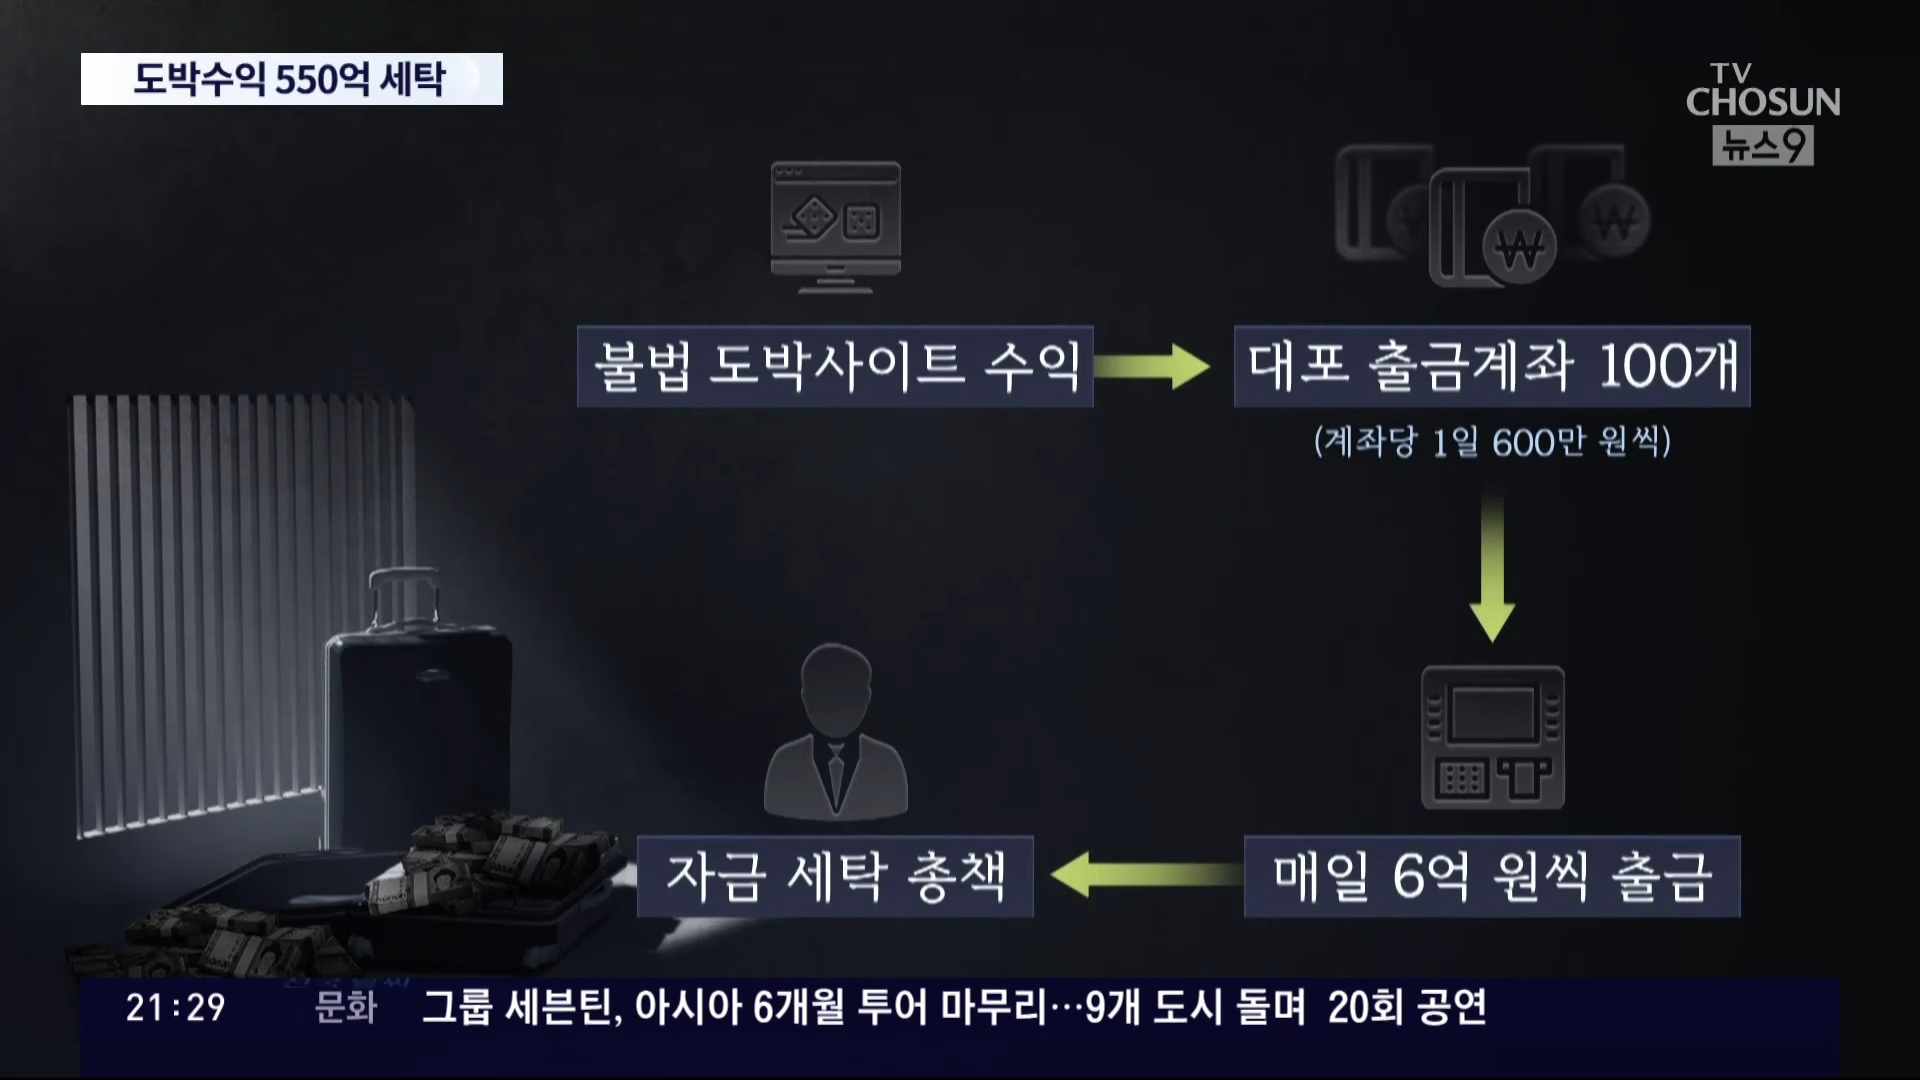 도박수익 550억 세탁
TV
CHOSUN
뉴스9
불법 도박사이트 수익
대포 출금계좌 100개
(계좌당 1일 600만 원씩)
매일 6억 원씩 출금
자금 세탁 총책
21:29 문화 그룹 세븐틴, 아시아 6개월 투어 마무리…9개 도시 돌며 20회 공연